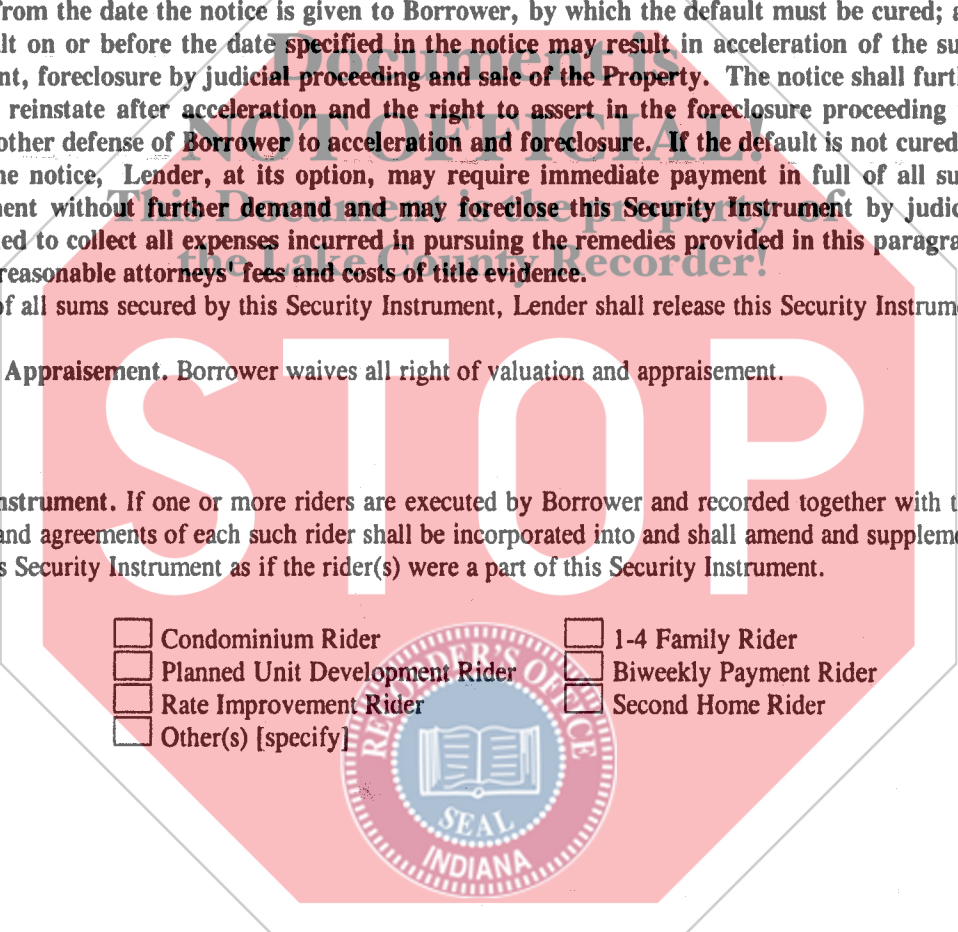 from the date the notice is given to Borrower, by which the default must be cured; a
lt on or before the date specified in the notice may result in acceleration of the su
nt, foreclosure by judicial proceeding and sale of the Property. The notice shall furth
reinstate after acceleration and the right to assert in the foreclosure proceeding
other defense of Borrower to acceleration and foreclosure. If the default is not cured
he notice, Lender, at its option, may require immediate payment in full of all su
ment without further demand and may foreclose this Security Instrument by judic
ed to collect all expenses incurred in pursuing the remedies provided in this paragra
reasonable attorneys' fees and costs of title evidence.
of all sums secured by this Security Instrument, Lender shall release this Security Instrum
Appraisement. Borrower waives all right of valuation and appraisement.
nstrument. If one or more riders are executed by Borrower and recorded together with t
and agreements of each such rider shall be incorporated into and shall amend and suppleme
s Security Instrument as if the rider(s) were a part of this Security Instrument.
Condominium Rider 1-4 Family Rider
Planned Unit Development Rider Biweekly Payment Rider
Rate Improvement Rider Second Home Rider
Other(s) [specify]
Document is
NOT OFFICIAL!
This Document is the property of
the Lake County Recorder!
STOP
RECORDER'S OFFICE
SEAL
INDIANA